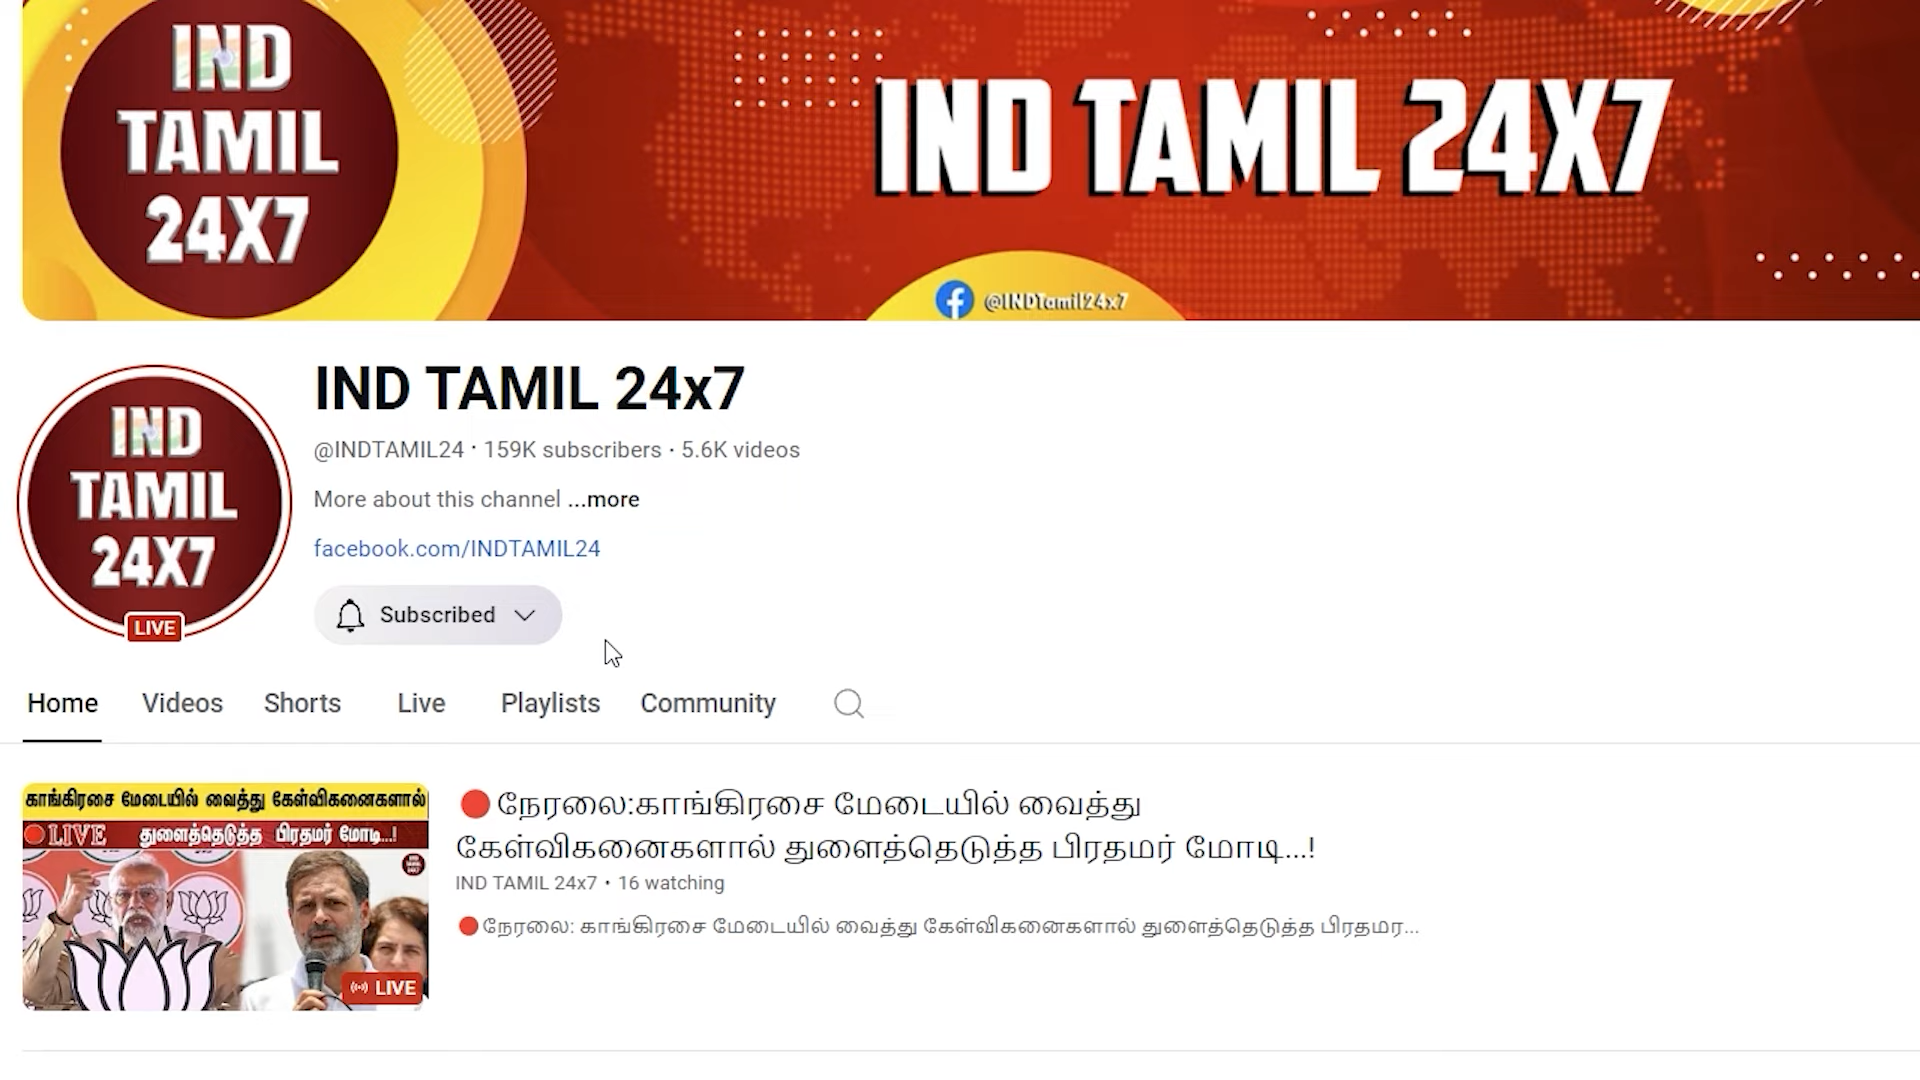 IND
TAMIL
24X7
IND TAMIL 24X7
@INDTamil24x7
IND
TAMIL
24X7
LIVE
IND TAMIL 24x7
@INDTAMIL24 · 159K subscribers · 5.6K videos
More about this channel ...more
facebook.com/INDTAMIL24
Subscribed
Home Videos Shorts Live Playlists Community
காங்கிரசை மேடையில் வைத்து கேள்விகனைகளால்
LIVE துளைத்தெடுத்த பிரதமர் மோடி...!
LIVE
🔴நேரலை:காங்கிரசை மேடையில் வைத்து
கேள்விகனைகளால் துளைத்தெடுத்த பிரதமர் மோடி...!
IND TAMIL 24x7 • 16 watching
🔴நேரலை: காங்கிரசை மேடையில் வைத்து கேள்விகனைகளால் துளைத்தெடுத்த பிரதமர...